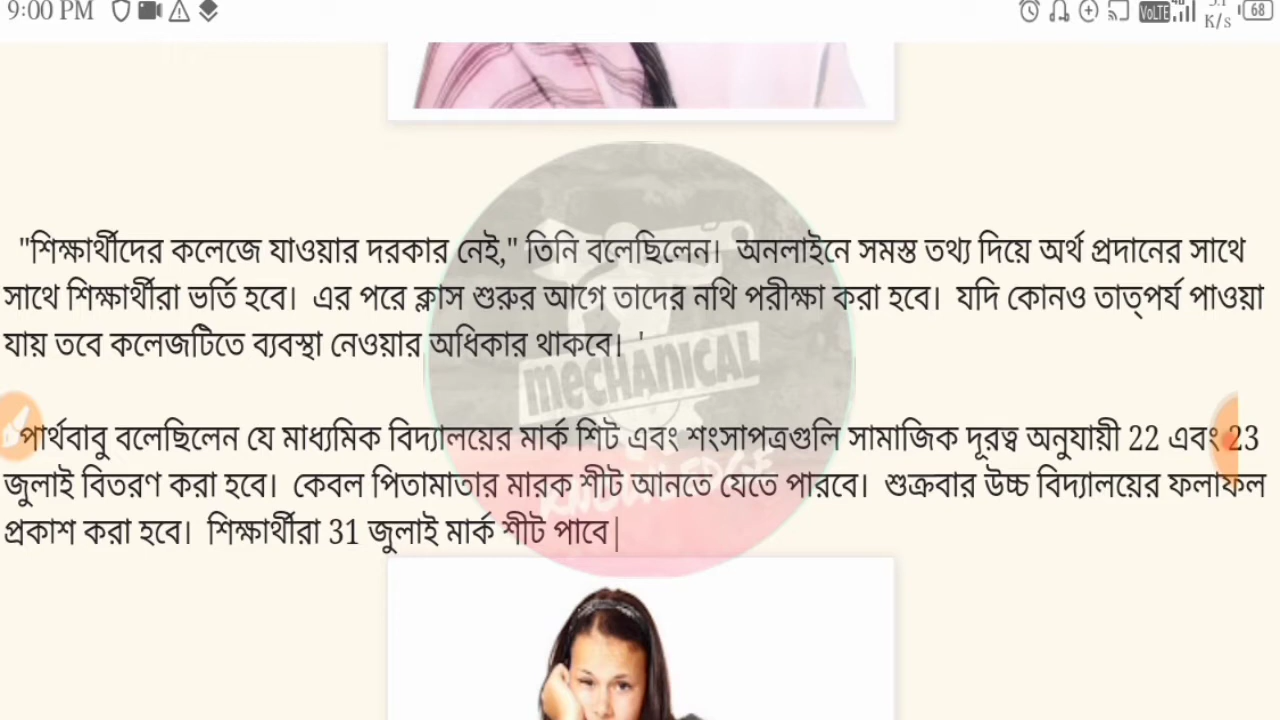 9:00 PM VoLTE K/s 68
"শিক্ষার্থীদের কলেজে যাওয়ার দরকার নেই," তিনি বলেছিলেন। অনলাইনে সমস্ত তথ্য দিয়ে অর্থ প্রদানের সাথে
সাথে শিক্ষার্থীরা ভর্তি হবে। এর পরে ক্লাস শুরুর আগে তাদের নথি পরীক্ষা করা হবে। যদি কোনও তাত্পর্য পাওয়া
যায় তবে কলেজটিতে ব্যবস্থা নেওয়ার অধিকার থাকবে। '
MECHANICAL
পার্থবাবু বলেছিলেন যে মাধ্যমিক বিদ্যালয়ের মার্ক শিট এবং শংসাপত্রগুলি সামাজিক দূরত্ব অনুযায়ী 22 এবং 23
KNOWLEDGE
জুলাই বিতরণ করা হবে। কেবল পিতামাতার মারক শীট আনতে যেতে পারবে। শুক্রবার উচ্চ বিদ্যালয়ের ফলাফল
প্রকাশ করা হবে। শিক্ষার্থীরা 31 জুলাই মার্ক শীট পাবে|